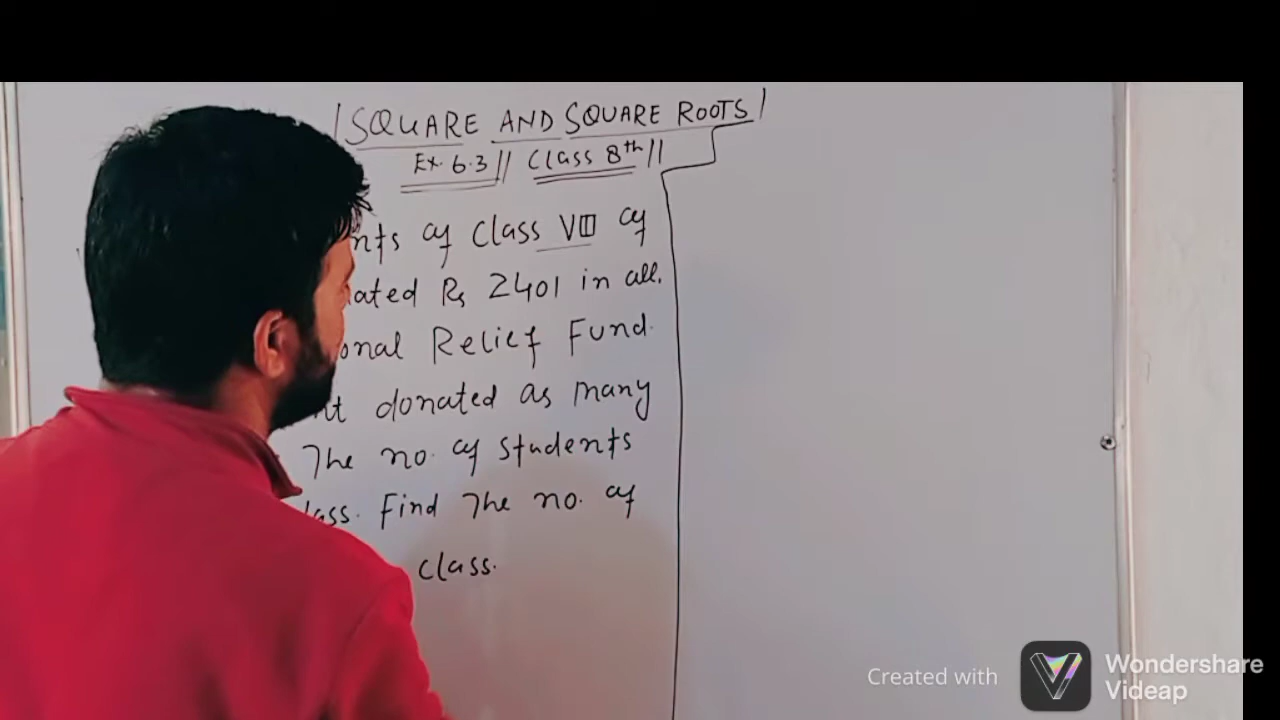 SQUARE AND SQUARE ROOTS
Ex. 6.3 || Class 8th ||
nts of Class VIII of
ated Rs 2401 in all.
onal Relief Fund.
nt donated as many
The no. of students
lass. Find The no. of
class.
Created with
Wondershare
Videap